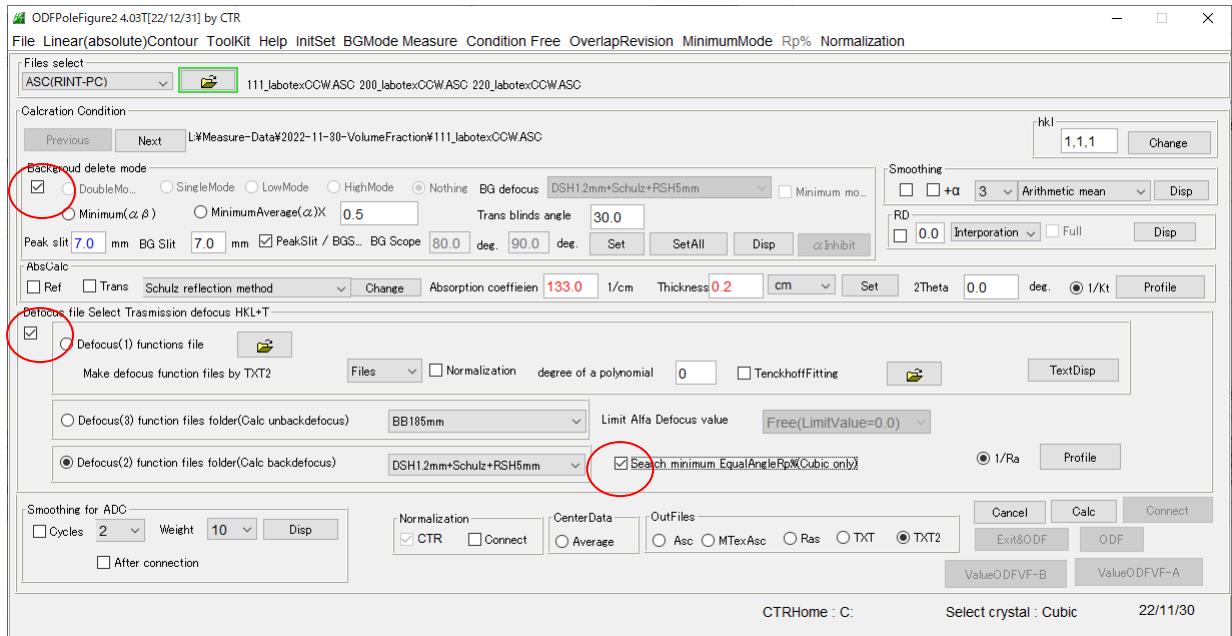 ODFPoleFigure2 4.03T[22/12/31] by CTR
File Linear(absolute)Contour ToolKit Help InitSet BGMode Measure Condition Free OverlapRevision MinimumMode Rp% Normalization
Files select
ASC(RINT-PC) 111_labotexCCW.ASC 200_labotexCCW.ASC 220_labotexCCW.ASC
Calcration Condition
Previous Next L:¥Measure-Data¥2022-11-30-VolumeFraction¥111_labotexCCW.ASC hkl 1,1,1 Change
Backgroud delete mode
DoubleMo... SingleMode LowMode HighMode Nothing BG defocus DSH1.2mm+Schulz+RSH5mm Minimum mo...
Minimum(αβ) MinimumAverage(α)X 0.5 Trans blinds angle 30.0
Peak slit 7.0 mm BG Slit 7.0 mm PeakSlit / BGS... BG Scope 80.0 deg. 90.0 deg. Set SetAll Disp αInhibit
Smoothing
+α 3 Arithmetic mean Disp
RD
0.0 Interporation Full Disp
AbsCalc
Ref Trans Schulz reflection method Change Absorption coeffieien 133.0 1/cm Thickness 0.2 cm Set 2Theta 0.0 deg. 1/Kt Profile
Defocus file Select Trasmission defocus HKL+T
Defocus(1) functions file
Make defocus function files by TXT2 Files Normalization degree of a polynomial 0 TenckhoffFitting TextDisp
Defocus(3) function files folder(Calc unbackdefocus) BB185mm Limit Alfa Defocus value Free(LimitValue=0.0)
Defocus(2) function files folder(Calc backdefocus) DSH1.2mm+Schulz+RSH5mm Search minimum EqualAngleRp%(Cubic only) 1/Ra Profile
Smoothing for ADC
Cycles 2 Weight 10 Disp
After connection
Normalization
CTR Connect
CenterData
Average
OutFiles
Asc MTexAsc Ras TXT TXT2
Cancel Calc Connect
Exit&ODF ODF
ValueODFVF-B ValueODFVF-A
CTRHome : C: Select crystal : Cubic 22/11/30